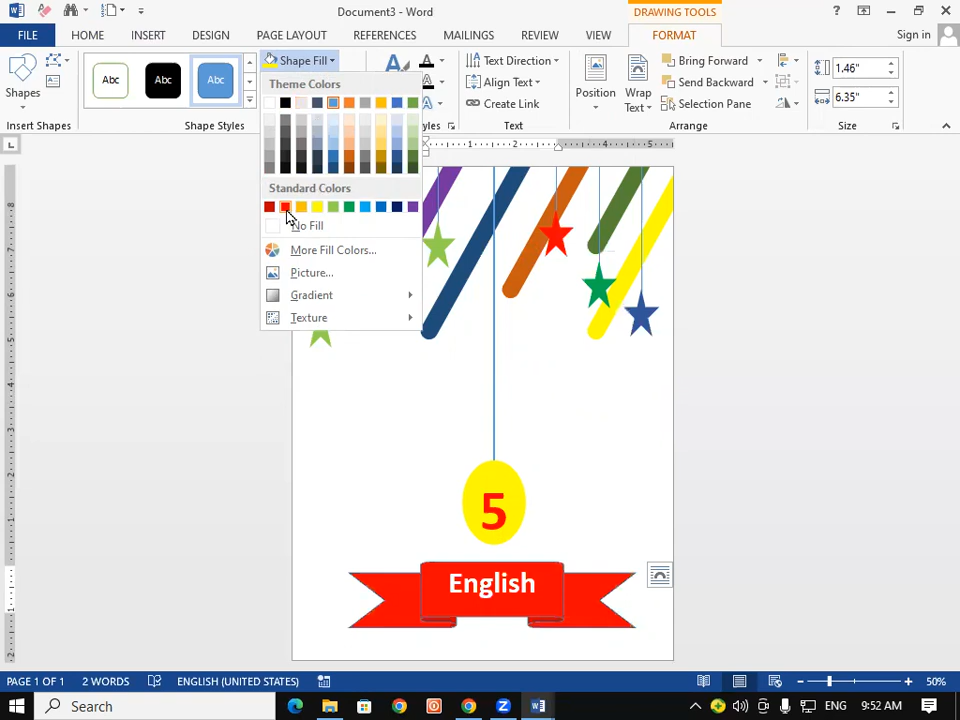 Document3 - Word
DRAWING TOOLS
?
FILE
HOME
INSERT
DESIGN
PAGE LAYOUT
REFERENCES
MAILINGS
REVIEW
VIEW
FORMAT
Sign in
Shapes
Abc
Abc
Abc
Shape Fill
Text Direction
Align Text
Create Link
Position
Wrap
Text
Bring Forward
Send Backward
Selection Pane
1.46"
6.35"
Insert Shapes
Shape Styles
Text
Arrange
Size
Theme Colors
Standard Colors
No Fill
More Fill Colors...
Picture...
Gradient
Texture
1
2
4
5
5
English
PAGE 1 OF 1
2 WORDS
ENGLISH (UNITED STATES)
50%
Search
ENG
9:52 AM